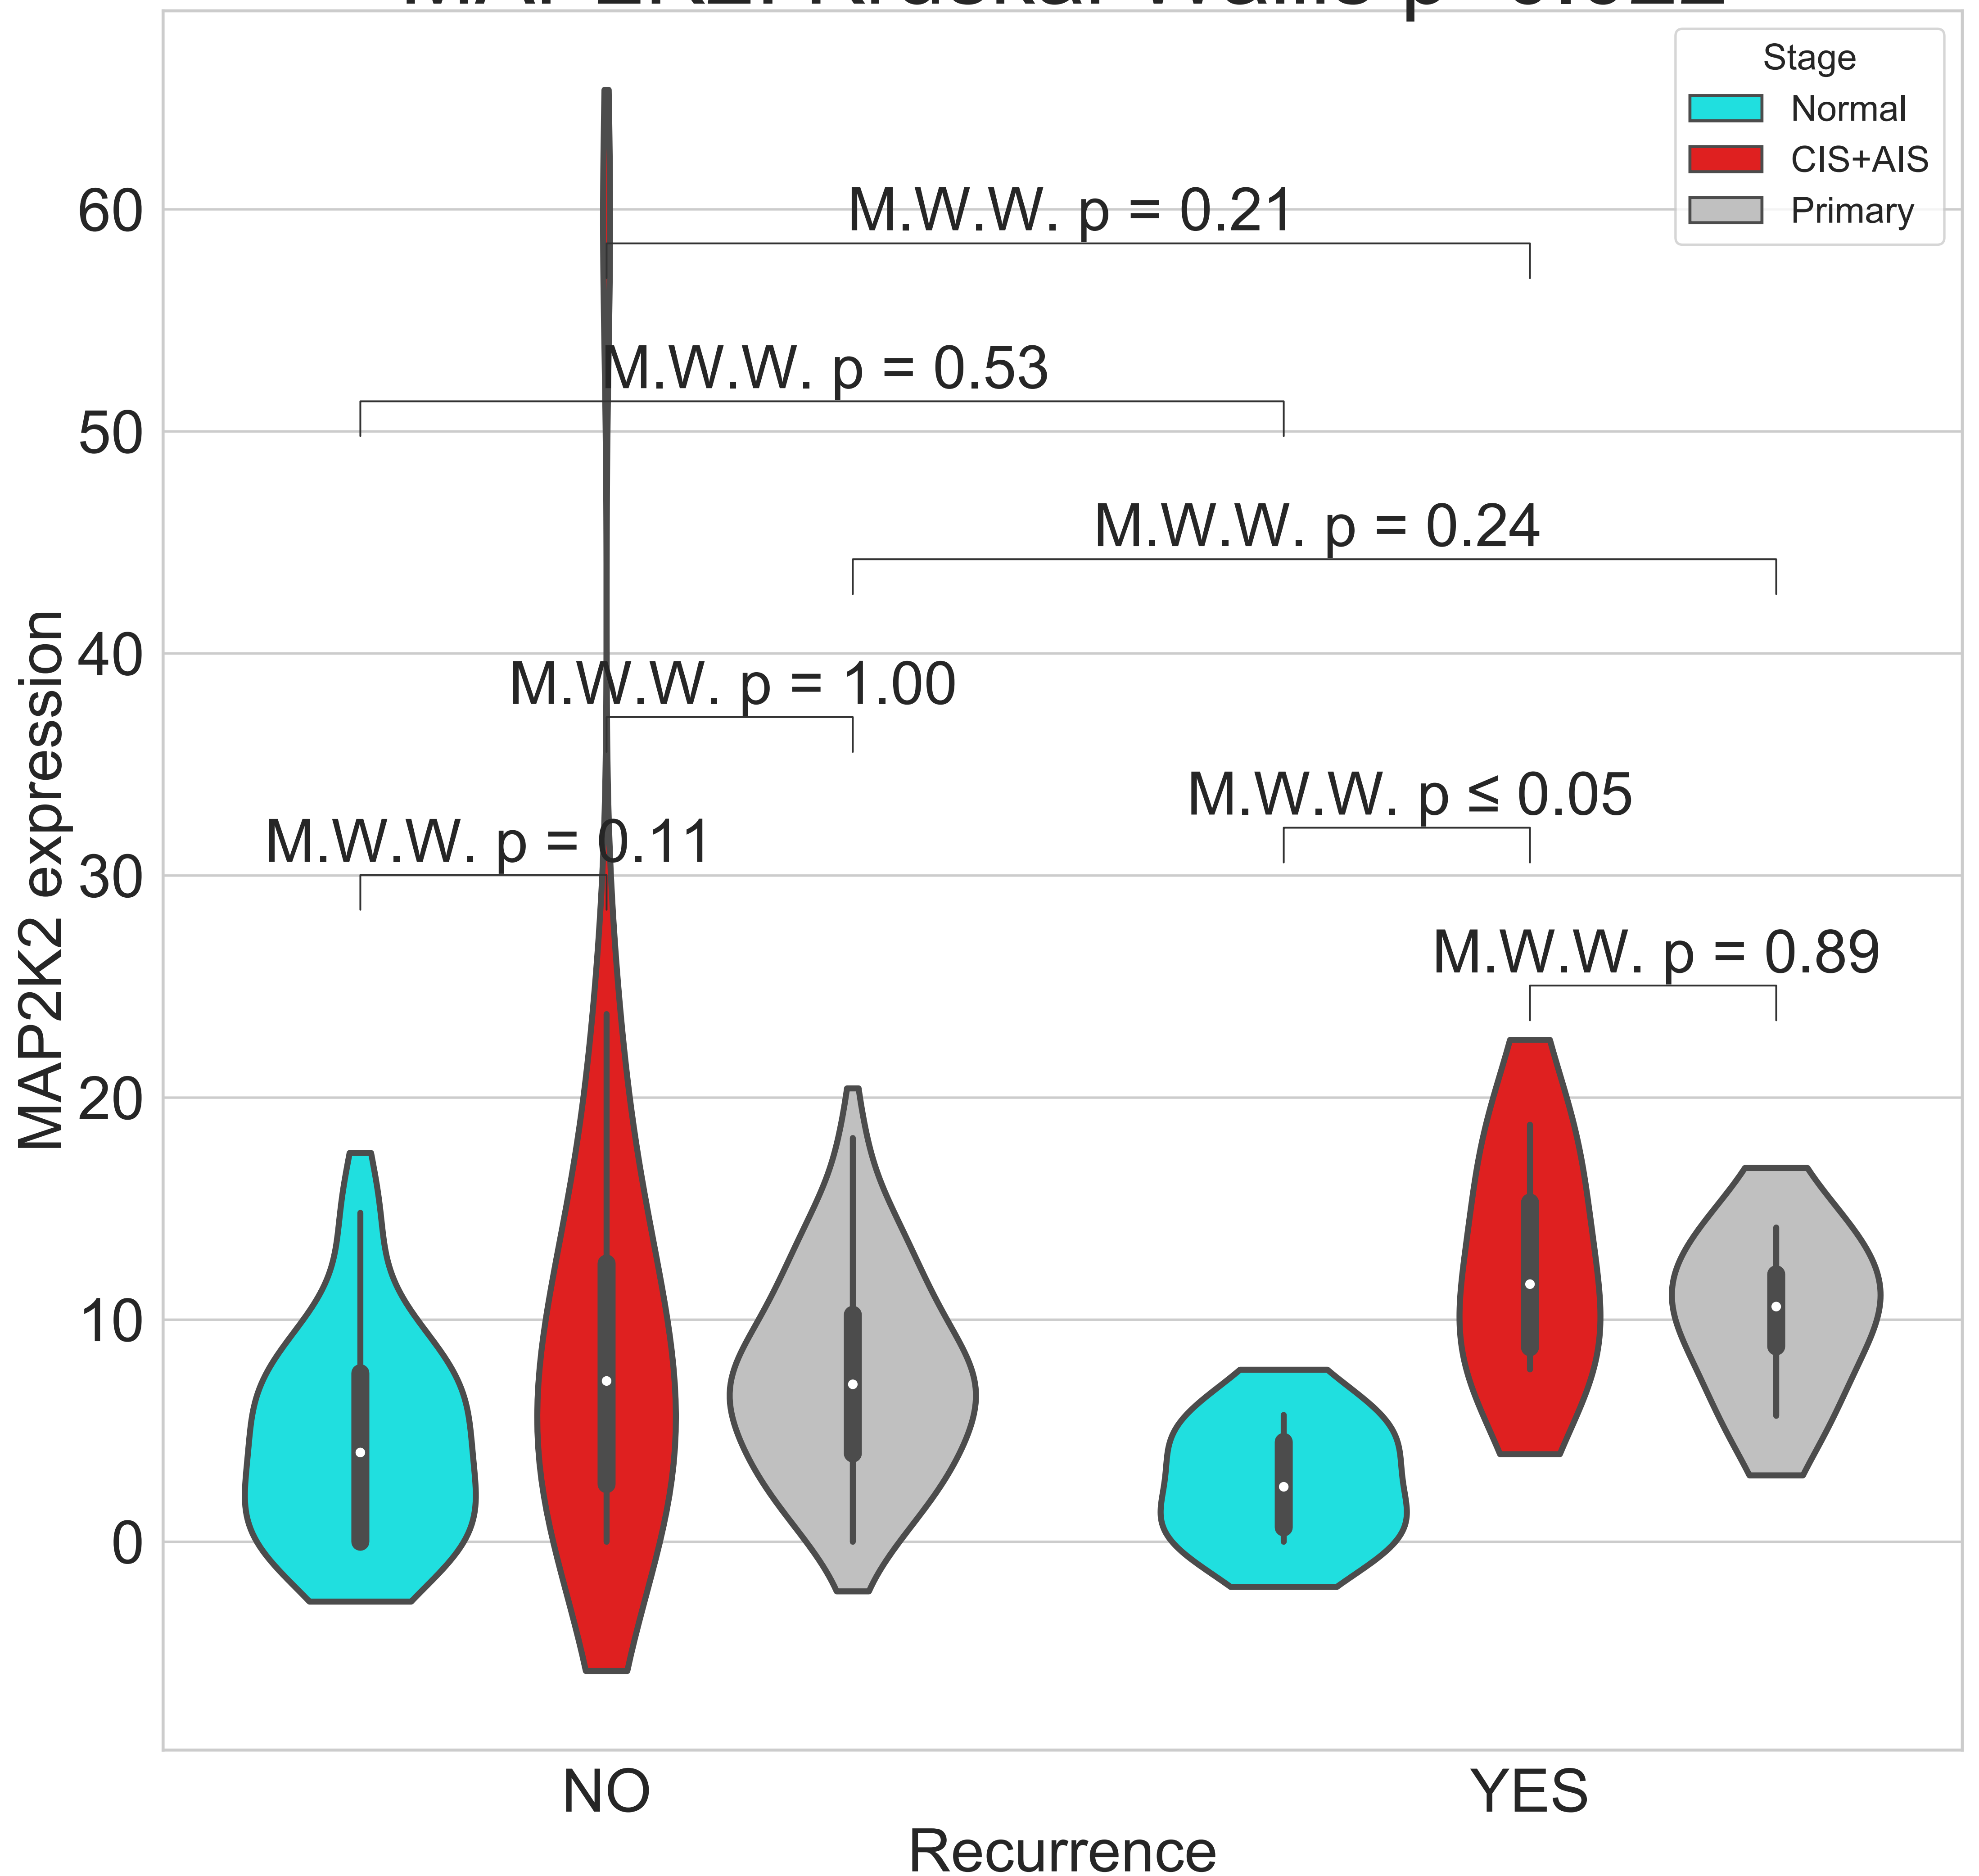 Stage
Normal
CIS+AIS
Primary
M.W.W. p = 0.21
M.W.W. p = 0.53
M.W.W. p = 0.24
M.W.W. p = 1.00
M.W.W. p ≤ 0.05
M.W.W. p = 0.11
M.W.W. p = 0.89
MAP2K2 expression
60
50
40
30
20
10
0
NO
YES
Recurrence